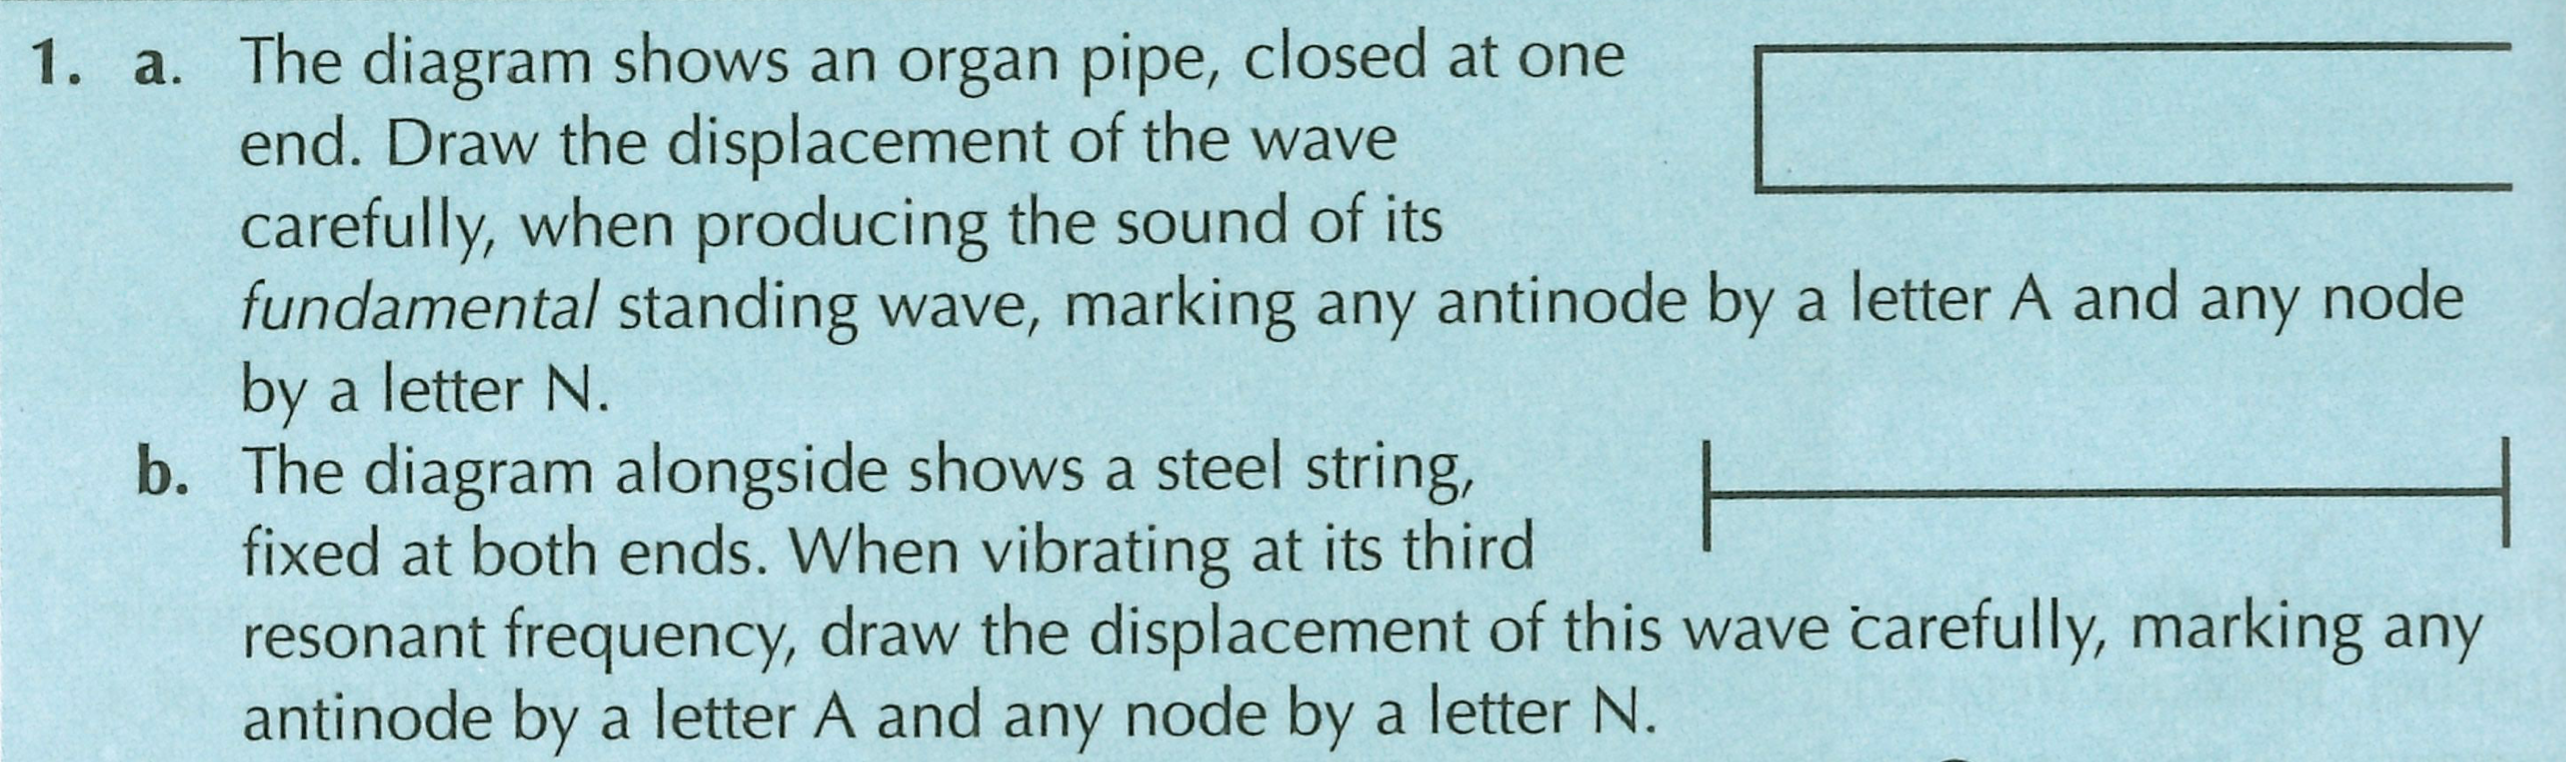 1. a. The diagram shows an organ pipe, closed at one
end. Draw the displacement of the wave
carefully, when producing the sound of its
fundamental standing wave, marking any antinode by a letter A and any node
by a letter N.
b. The diagram alongside shows a steel string,
fixed at both ends. When vibrating at its third
resonant frequency, draw the displacement of this wave carefully, marking any
antinode by a letter A and any node by a letter N.